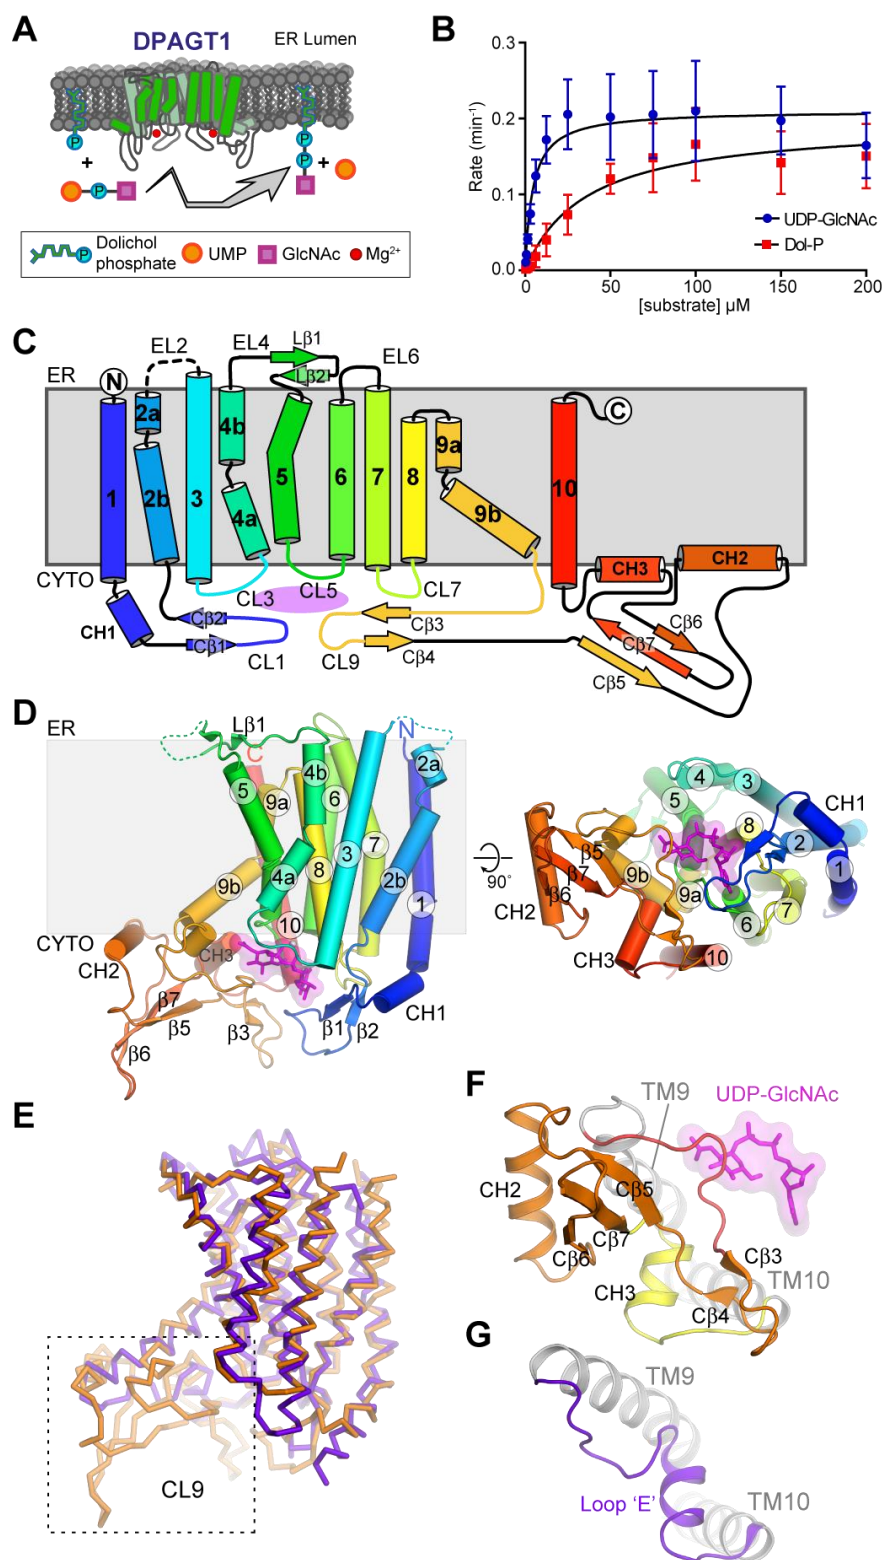 A
DPAGT1
ER Lumen
P
P
P
+
+
P
Dolichol phosphate
P
UMP
GlcNAc
Mg²⁺
B
Rate (min⁻¹)
0.3
0.2
0.1
0.0
UDP-GlcNAc
Dol-P
0
50
100
150
200
[substrate] µM
C
ER
N
EL2
EL4
Lβ1
Lβ2
EL6
C
2a
4b
9a
1
2b
3
4a
5
6
7
8
9b
10
CYTO
CH1
Cβ2
Cβ1
CL1
CL3
CL5
CL7
CL9
Cβ3
Cβ4
CH3
CH2
Cβ6
Cβ7
Cβ5
D
ER
Lβ1
C
N
5
9a
4b
6
2a
9b
4a
8
3
7
2b
1
10
CYTO
CH2
CH3
CH1
β7
β5
β6
β3
β1
β2
90°
4
3
CH1
5
8
2
1
β5
β7
β6
9b
9a
6
7
CH2
CH3
10
E
CL9
F
TM9
UDP-GlcNAc
CH2
Cβ5
Cβ6
Cβ7
CH3
Cβ3
Cβ4
TM10
G
TM9
Loop 'E'
TM10